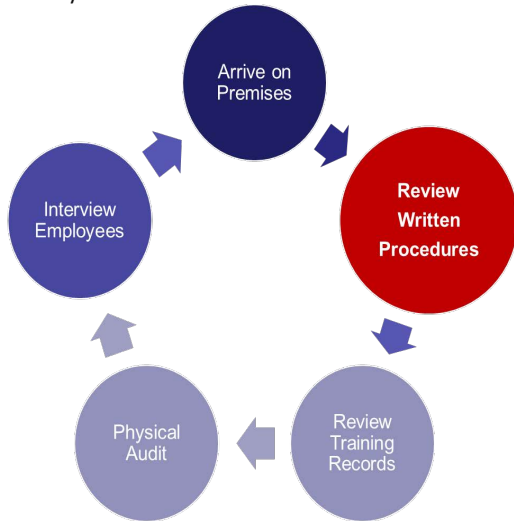 Arrive on
Premises
Review
Written
Procedures
Review
Training
Records
Physical
Audit
Interview
Employees